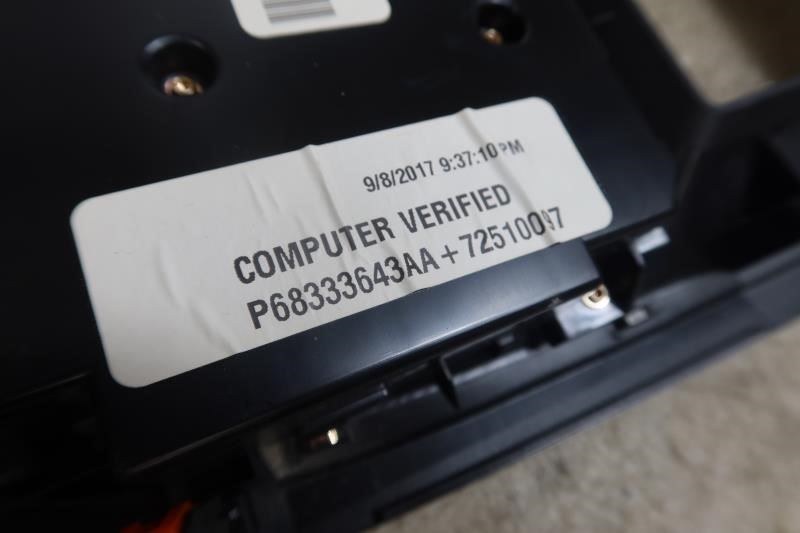 9/8/2017 9:37:10 PM
COMPUTER VERIFIED
P68333643AA+72510097